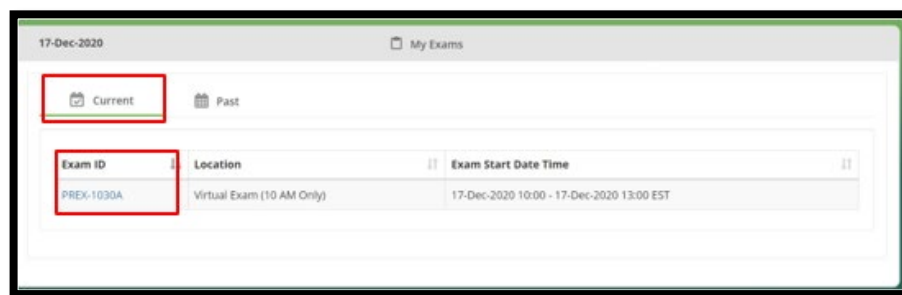 17-Dec-2020 My Exams
Current Past
Exam ID Location Exam Start Date Time
PREX-1030A Virtual Exam (10 AM Only) 17-Dec-2020 10:00 - 17-Dec-2020 13:00 EST